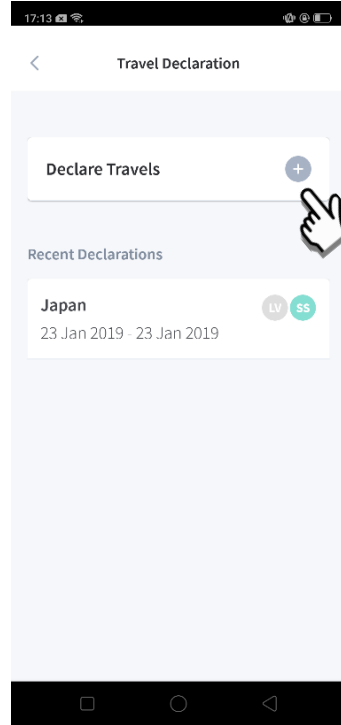 17:13
Travel Declaration
Declare Travels
Recent Declarations
Japan
LV SS
23 Jan 2019 - 23 Jan 2019